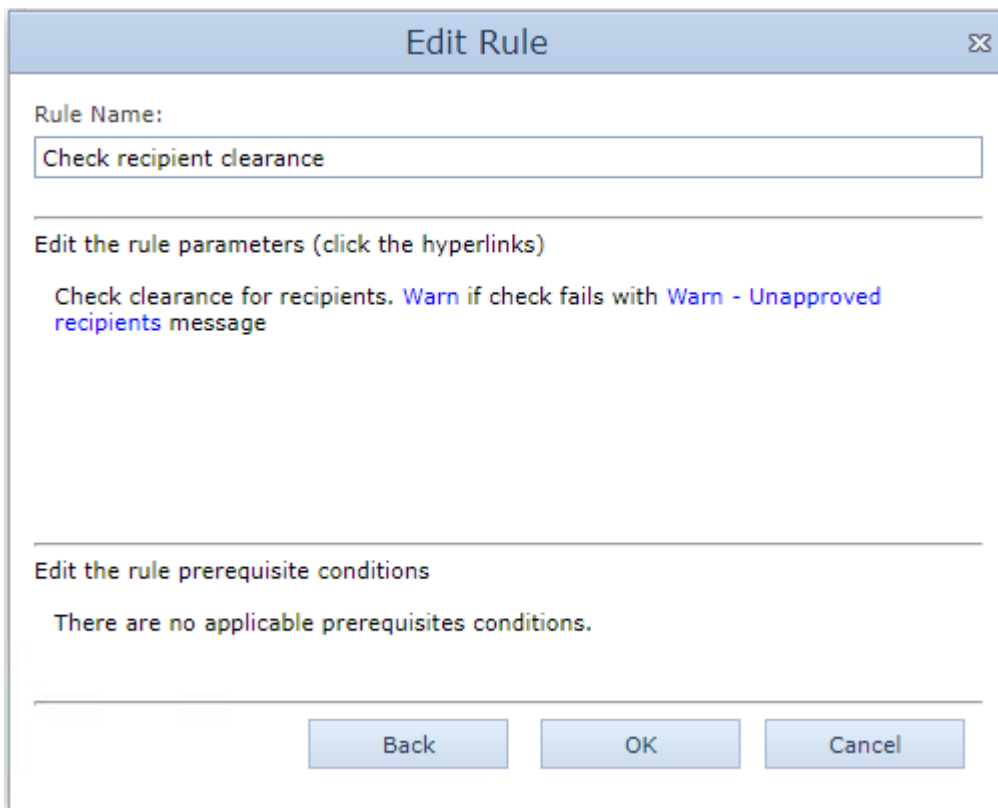 Edit Rule
Rule Name:
Check recipient clearance
Edit the rule parameters (click the hyperlinks)
Check clearance for recipients. Warn if check fails with Warn - Unapproved
recipients message
Edit the rule prerequisite conditions
There are no applicable prerequisites conditions.
Back OK Cancel